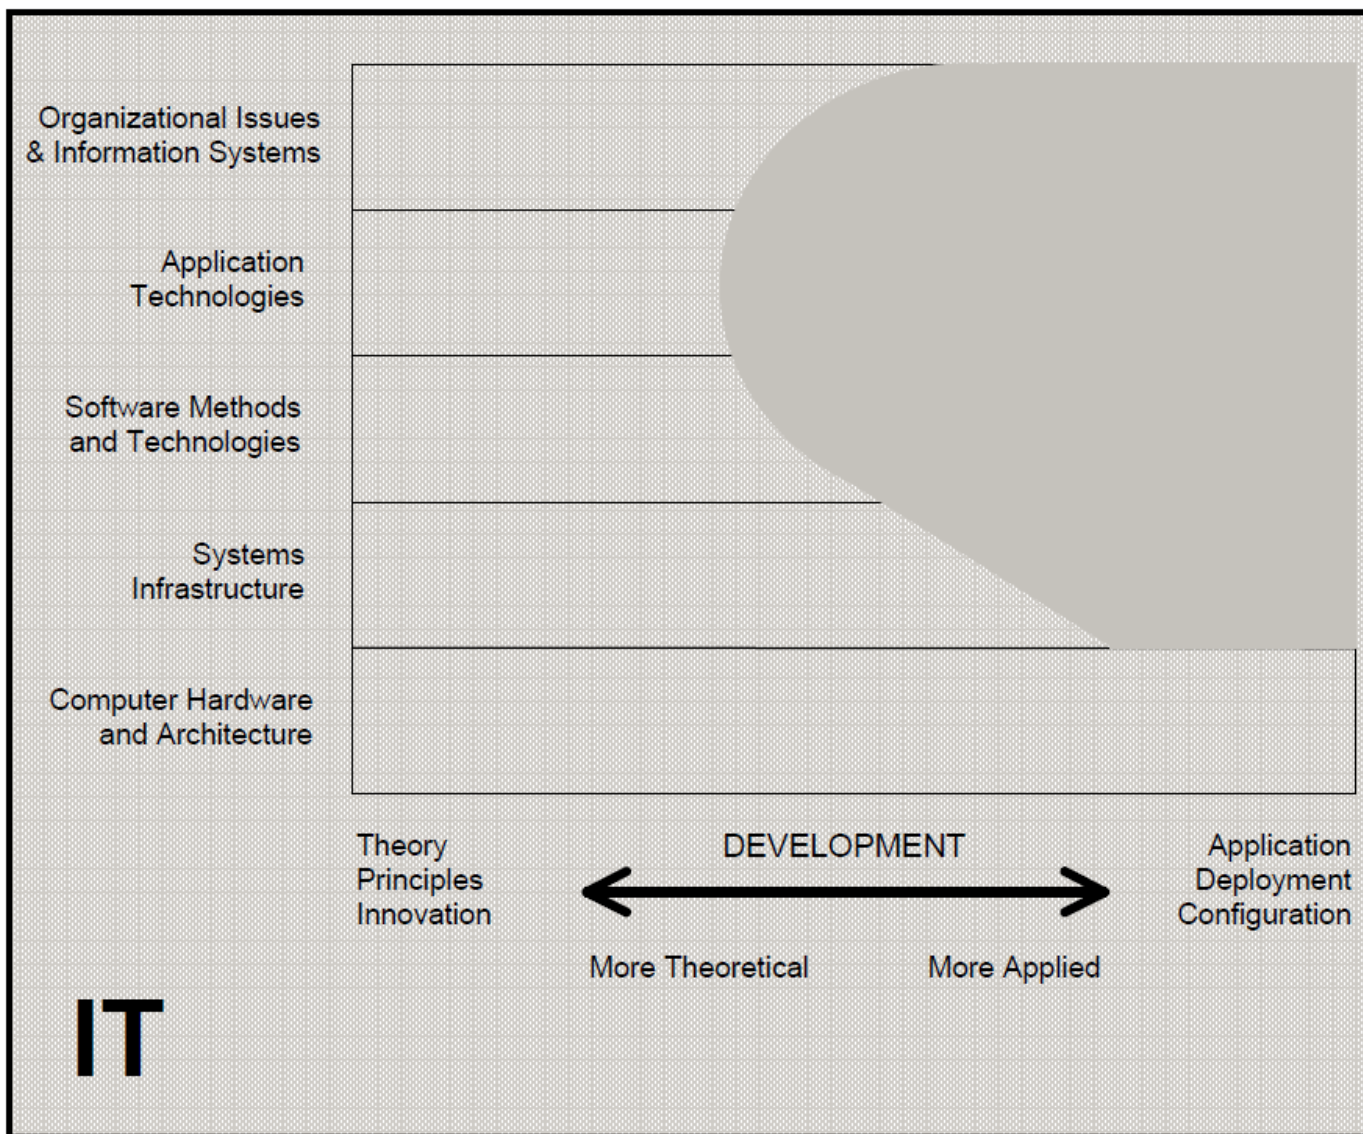 Organizational Issues
& Information Systems
Application
Technologies
Software Methods
and Technologies
Systems
Infrastructure
Computer Hardware
and Architecture
Theory
Principles
Innovation
DEVELOPMENT
Application
Deployment
Configuration
More Theoretical
More Applied
IT